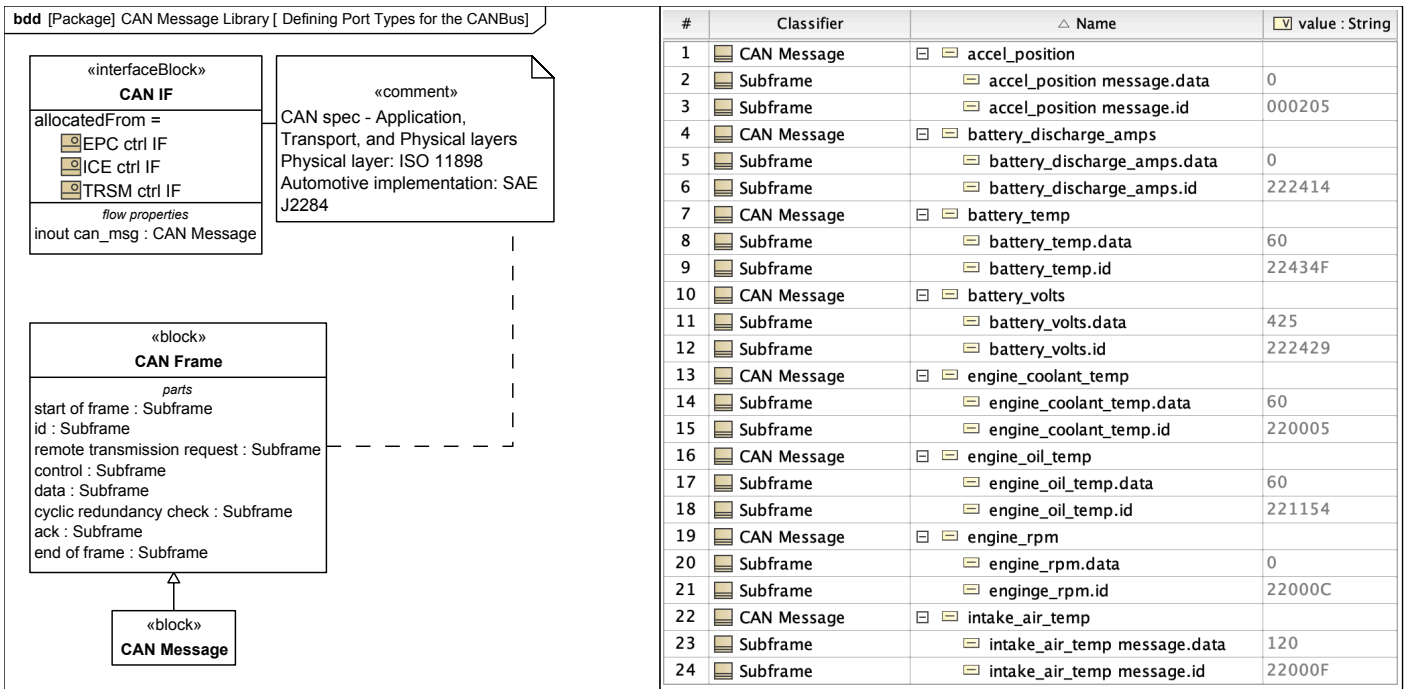 bdd [Package] CAN Message Library [ Defining Port Types for the CANBus]
«interfaceBlock»
CAN IF
allocatedFrom =
EPC ctrl IF
ICE ctrl IF
TRSM ctrl IF
flow properties
inout can_msg : CAN Message
«comment»
CAN spec - Application,
Transport, and Physical layers
Physical layer: ISO 11898
Automotive implementation: SAE
J2284
«block»
CAN Frame
parts
start of frame : Subframe
id : Subframe
remote transmission request : Subframe
control : Subframe
data : Subframe
cyclic redundancy check : Subframe
ack : Subframe
end of frame : Subframe
«block»
CAN Message
# Classifier △ Name V value : String
1 CAN Message accel_position
2 Subframe accel_position message.data 0
3 Subframe accel_position message.id 000205
4 CAN Message battery_discharge_amps
5 Subframe battery_discharge_amps.data 0
6 Subframe battery_discharge_amps.id 222414
7 CAN Message battery_temp
8 Subframe battery_temp.data 60
9 Subframe battery_temp.id 22434F
10 CAN Message battery_volts
11 Subframe battery_volts.data 425
12 Subframe battery_volts.id 222429
13 CAN Message engine_coolant_temp
14 Subframe engine_coolant_temp.data 60
15 Subframe engine_coolant_temp.id 220005
16 CAN Message engine_oil_temp
17 Subframe engine_oil_temp.data 60
18 Subframe engine_oil_temp.id 221154
19 CAN Message engine_rpm
20 Subframe engine_rpm.data 0
21 Subframe enginge_rpm.id 22000C
22 CAN Message intake_air_temp
23 Subframe intake_air_temp message.data 120
24 Subframe intake_air_temp message.id 22000F